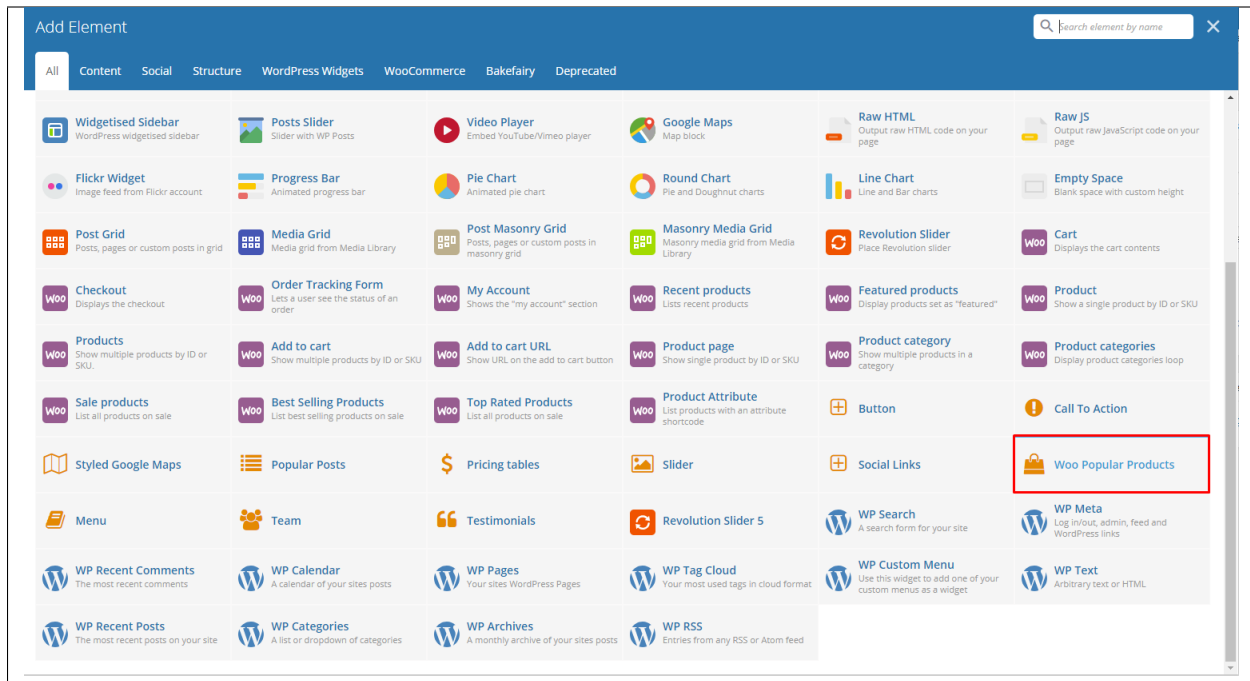 Add Element
Search element by name
All Content Social Structure WordPress Widgets WooCommerce Bakefairy Deprecated
Widgetised Sidebar
WordPress widgetised sidebar
Posts Slider
Slider with WP Posts
Video Player
Embed YouTube/Vimeo player
Google Maps
Map block
Raw HTML
Output raw HTML code on your
page
Raw JS
Output raw JavaScript code on your
page
Flickr Widget
Image feed from Flickr account
Progress Bar
Animated progress bar
Pie Chart
Animated pie chart
Round Chart
Pie and Doughnut charts
Line Chart
Line and Bar charts
Empty Space
Blank space with custom height
Post Grid
Posts, pages or custom posts in grid
Media Grid
Media grid from Media Library
Post Masonry Grid
Posts, pages or custom posts in
masonry grid
Masonry Media Grid
Masonry media grid from Media
Library
Revolution Slider
Place Revolution slider
Woo
Cart
Displays the cart contents
Woo
Checkout
Displays the checkout
Woo
Order Tracking Form
Lets a user see the status of an
order
Woo
My Account
Shows the "my account" section
Woo
Recent products
Lists recent products
Woo
Featured products
Display products set as "featured"
Woo
Product
Show a single product by ID or SKU
Woo
Products
Show multiple products by ID or
SKU.
Woo
Add to cart
Show multiple products by ID or SKU
Woo
Add to cart URL
Show URL on the add to cart button
Woo
Product page
Show single product by ID or SKU
Woo
Product category
Show multiple products in a
category
Woo
Product categories
Display product categories loop
Woo
Sale products
List all products on sale
Woo
Best Selling Products
List best selling products on sale
Woo
Top Rated Products
List all products on sale
Woo
Product Attribute
List products with an attribute
shortcode
Button
Call To Action
Styled Google Maps
Popular Posts
Pricing tables
Slider
Social Links
Woo Popular Products
Menu
Team
Testimonials
Revolution Slider 5
WP Search
A search form for your site
WP Meta
Log in/out, admin, feed and
WordPress links
WP Recent Comments
The most recent comments
WP Calendar
A calendar of your sites posts
WP Pages
Your sites WordPress Pages
WP Tag Cloud
Your most used tags in cloud format
WP Custom Menu
Use this widget to add one of your
custom menus as a widget
WP Text
Arbitrary text or HTML
WP Recent Posts
The most recent posts on your site
WP Categories
A list or dropdown of categories
WP Archives
A monthly archive of your sites posts
WP RSS
Entries from any RSS or Atom feed